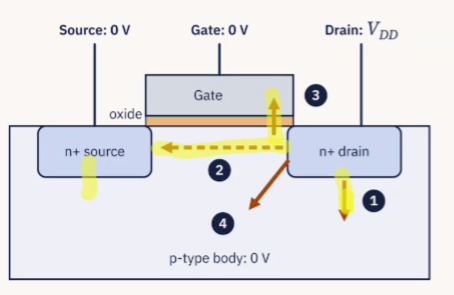 Source: 0 V
Gate: 0 V
Drain: V_DD
Gate
3
oxide
n+ source
2
n+ drain
1
4
p-type body: 0 V